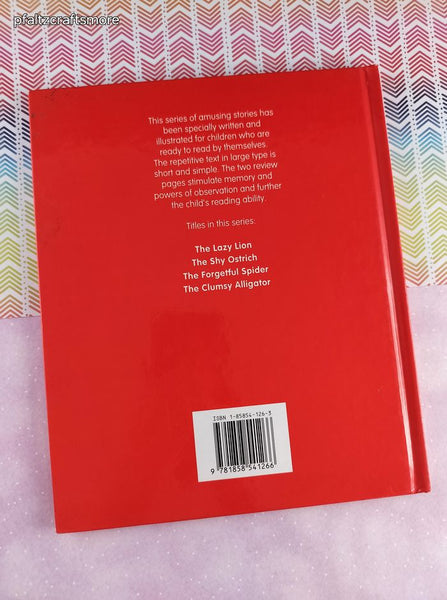 pfaltzcraftsmore
This series of amusing stories has
been specially written and
illustrated for children who are
ready to read by themselves.
The repetitive text in large type is
short and simple. The two review
pages stimulate memory and
powers of observation and further
the child's reading ability.
Titles in this series:
The Lazy Lion
The Shy Ostrich
The Forgetful Spider
The Clumsy Alligator
ISBN 1-85854-126-3
9 781858 541266